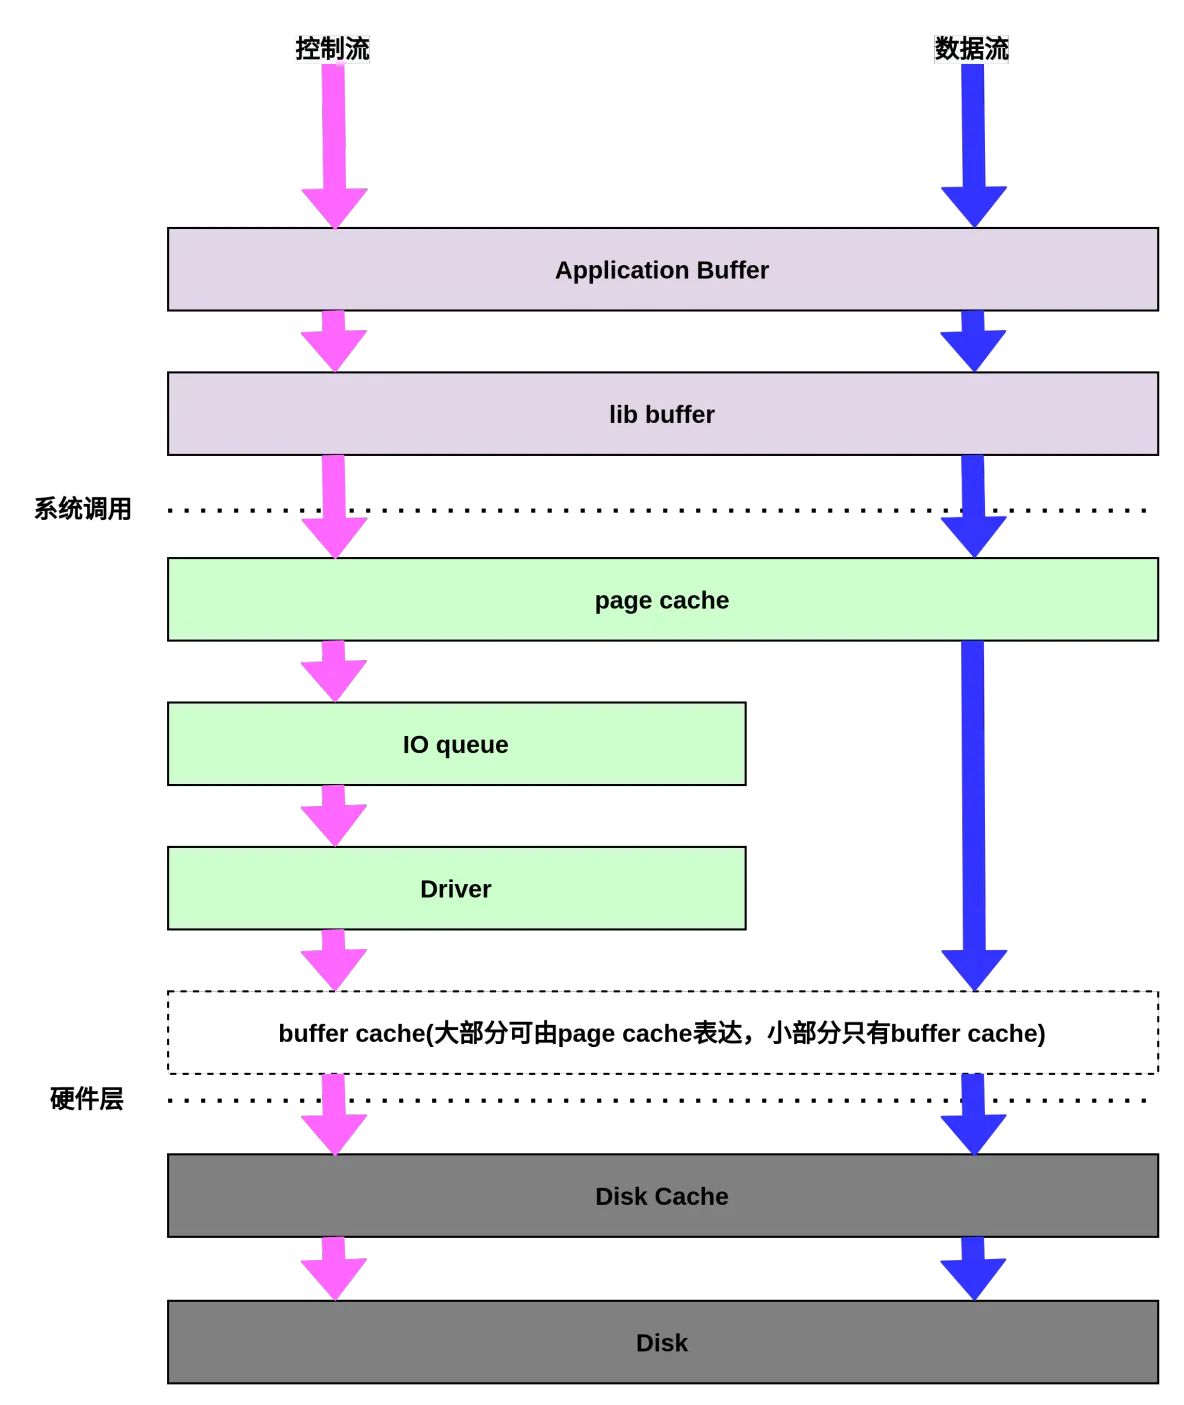 控制流
数据流
Application Buffer
lib buffer
系统调用
page cache
IO queue
Driver
buffer cache(大部分可由page cache表达，小部分只有buffer cache)
硬件层
Disk Cache
Disk